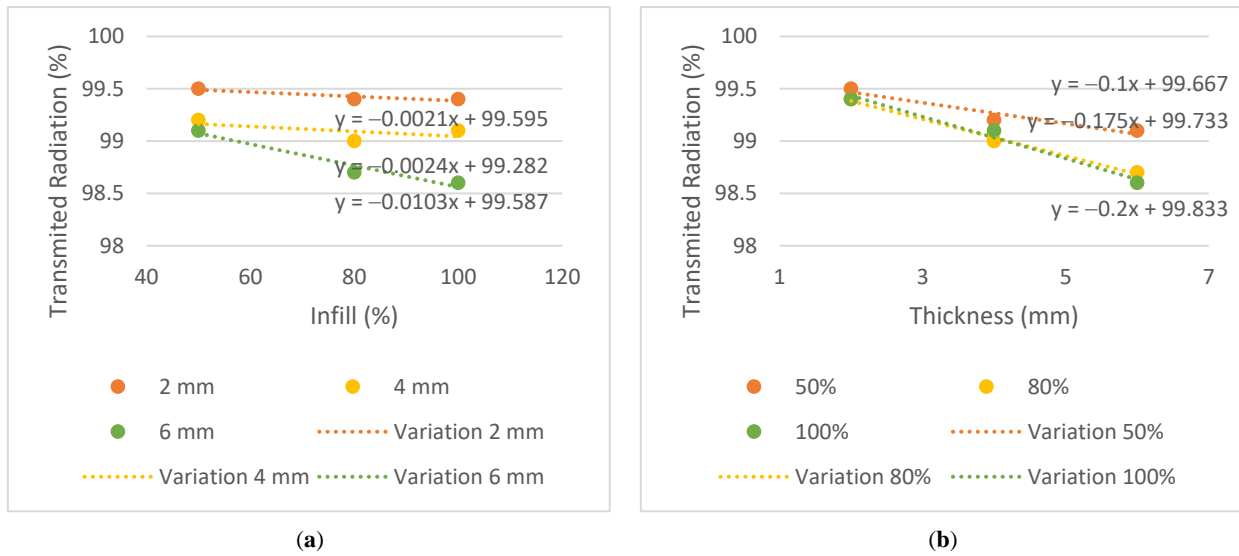 100
99.5
99
98.5
98
Transmited Radiation (%)
y = −0.0021x + 99.595
y = −0.0024x + 99.282
y = −0.0103x + 99.587
40 60 80 100 120
Infill (%)
2 mm 4 mm
6 mm Variation 2 mm
Variation 4 mm Variation 6 mm
(a)
100
99.5
99
98.5
98
Transmited Radiation (%)
y = −0.1x + 99.667
y = −0.175x + 99.733
y = −0.2x + 99.833
1 3 5 7
Thickness (mm)
50% 80%
100% Variation 50%
Variation 80% Variation 100%
(b)